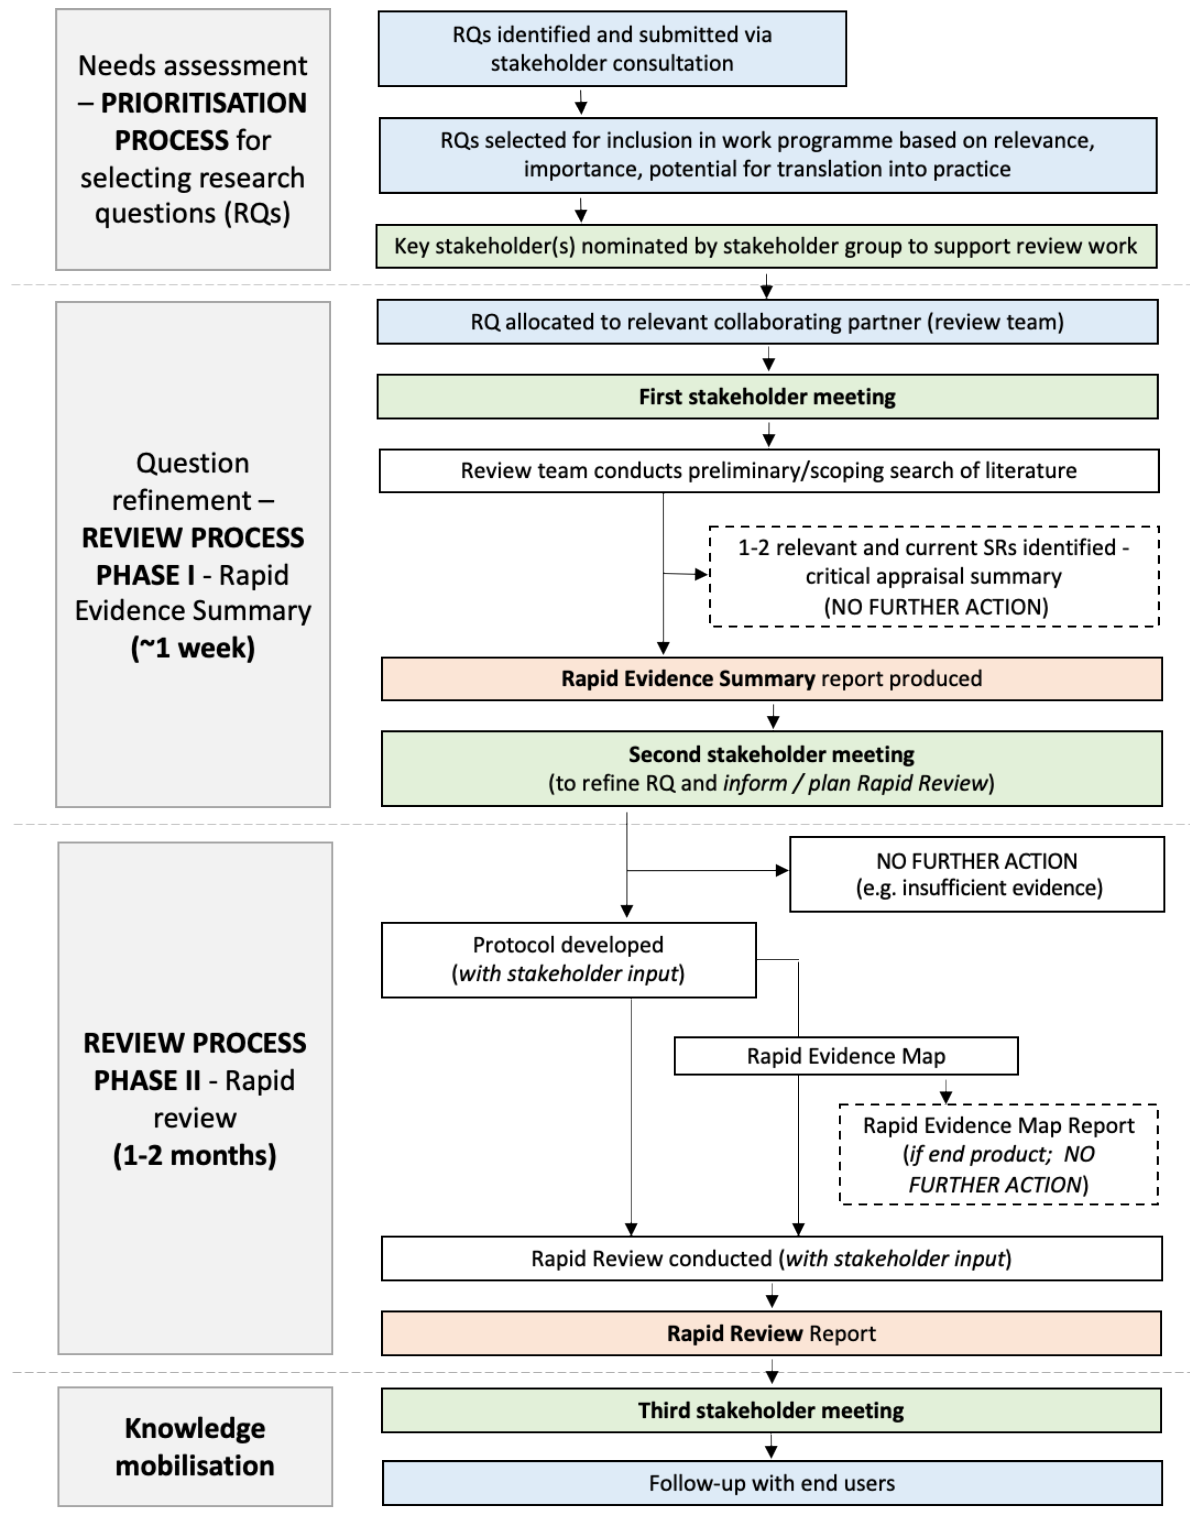 Needs assessment
– PRIORITISATION
PROCESS for
selecting research
questions (RQs)
RQs identified and submitted via
stakeholder consultation
RQs selected for inclusion in work programme based on relevance,
importance, potential for translation into practice
Key stakeholder(s) nominated by stakeholder group to support review work
Question
refinement –
REVIEW PROCESS
PHASE I - Rapid
Evidence Summary
(~1 week)
RQ allocated to relevant collaborating partner (review team)
First stakeholder meeting
Review team conducts preliminary/scoping search of literature
1-2 relevant and current SRs identified -
critical appraisal summary
(NO FURTHER ACTION)
Rapid Evidence Summary report produced
Second stakeholder meeting
(to refine RQ and inform / plan Rapid Review)
REVIEW PROCESS
PHASE II - Rapid
review
(1-2 months)
NO FURTHER ACTION
(e.g. insufficient evidence)
Protocol developed
(with stakeholder input)
Rapid Evidence Map
Rapid Evidence Map Report
(if end product; NO
FURTHER ACTION)
Rapid Review conducted (with stakeholder input)
Rapid Review Report
Knowledge
mobilisation
Third stakeholder meeting
Follow-up with end users